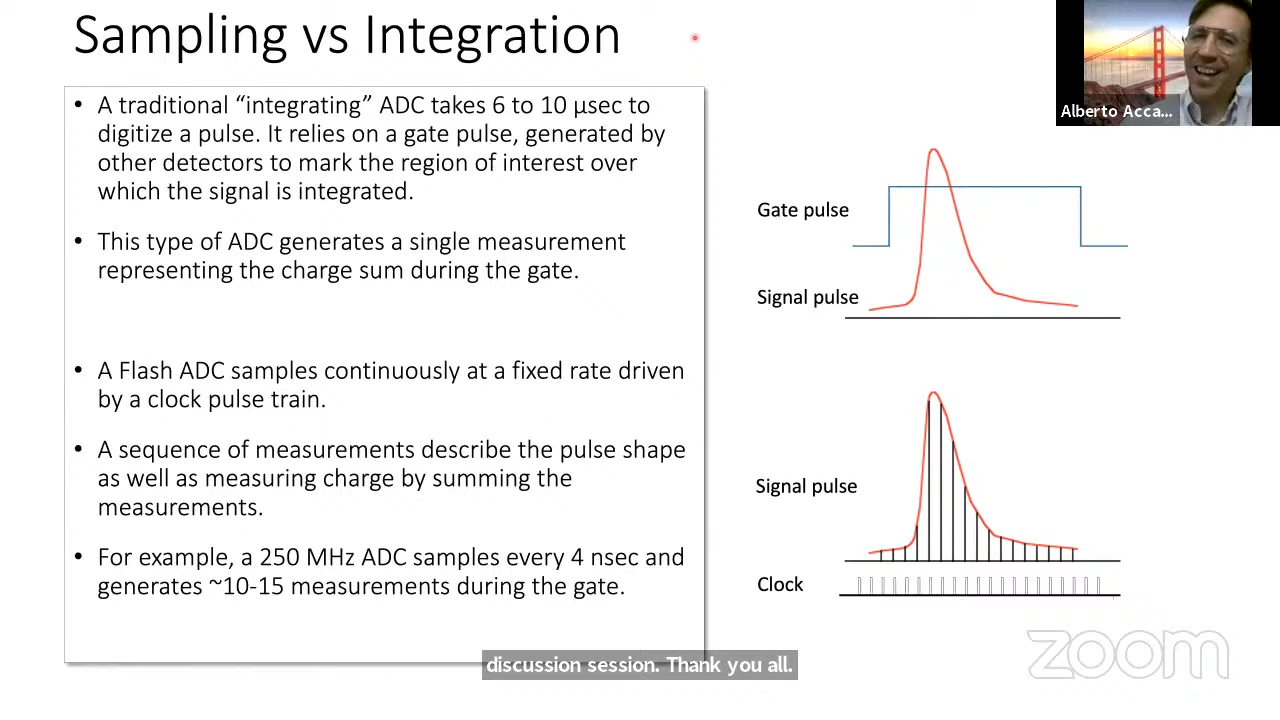 Sampling vs Integration
• A traditional “integrating” ADC takes 6 to 10 μsec to
digitize a pulse. It relies on a gate pulse, generated by
other detectors to mark the region of interest over
which the signal is integrated.
• This type of ADC generates a single measurement
representing the charge sum during the gate.
• A Flash ADC samples continuously at a fixed rate driven
by a clock pulse train.
• A sequence of measurements describe the pulse shape
as well as measuring charge by summing the
measurements.
• For example, a 250 MHz ADC samples every 4 nsec and
generates ~10-15 measurements during the gate.
Alberto Acca...
Gate pulse
Signal pulse
Signal pulse
Clock
zoom
discussion session. Thank you all.